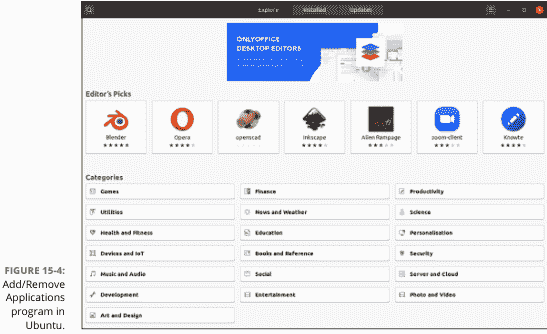 Explore Installed Updates
ONLYOFFICE
DESKTOP EDITORS
Editor's Picks
Blender Opera openscad Inkscape Alien Rampage zoom-client Knowte
Categories
Games Finance Productivity
Utilities News and Weather Science
Health and Fitness Education Personalisation
Devices and IoT Books and Reference Security
Music and Audio Social Server and Cloud
Development Entertainment Photo and Video
Art and Design
FIGURE 15-4:
Add/Remove
Applications
program in
Ubuntu.